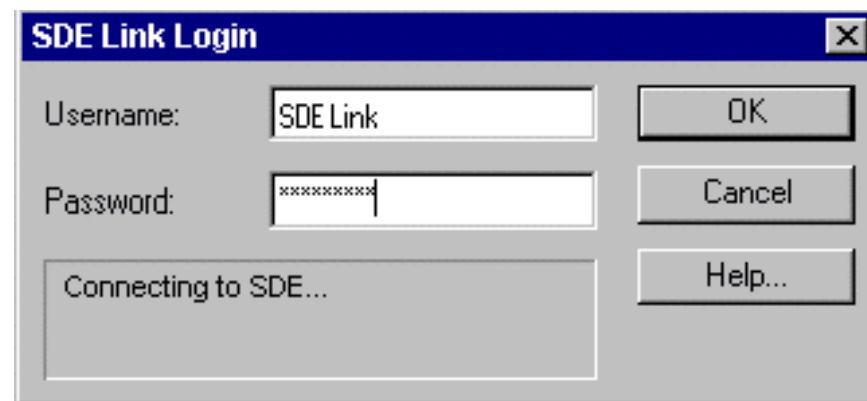 SDE Link Login
Username:
SDE Link
OK
Password:
*********
Cancel
Connecting to SDE...
Help...